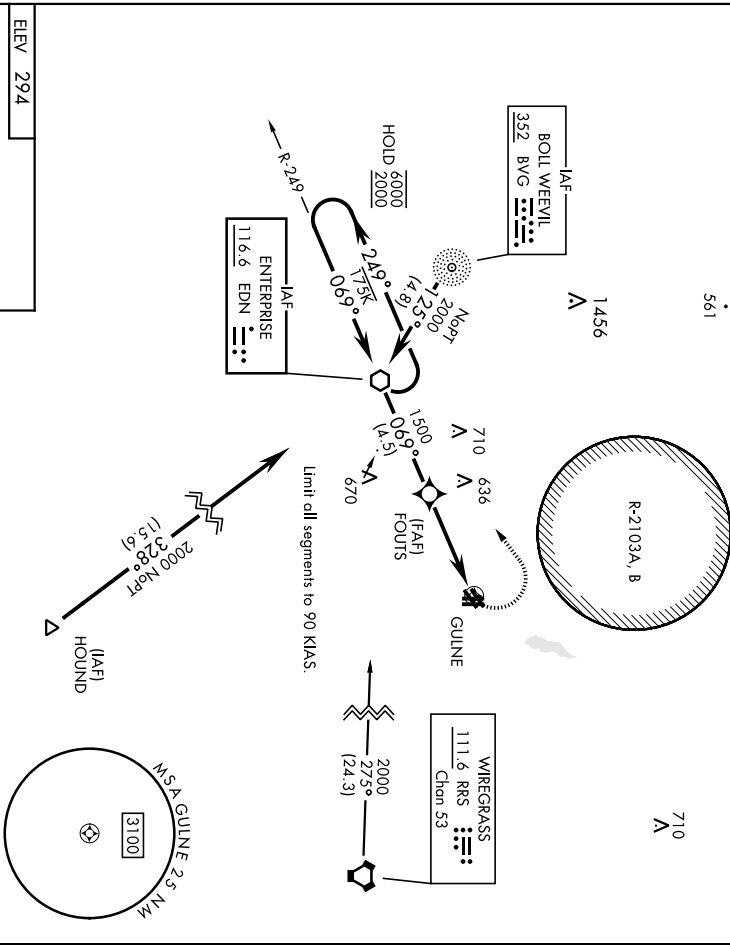 ELEV 294
561
1456
IAF
BOLL WEEVIL
352 BVG
HOLD 6000
2000
R-249
249°
175K
069°
NoPT
2000
125°
(4.8)
IAF
ENTERPRISE
116.6 EDN
1500
069°
(4.5)
710
636
670
(FAF)
FOUTS
R-2103A, B
GULNE
Limit all segments to 90 KIAS.
2000 NoPT
328°
(15.6)
(IAF)
HOUND
WIREGRASS
111.6 RRS
Chan 53
2000
275°
(24.3)
710
MSA GULNE 25 NM
3100